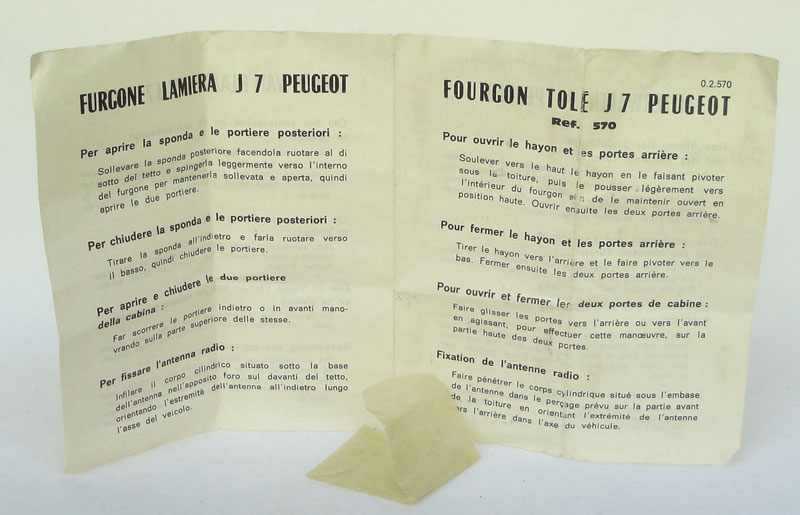 FURGONE LAMIERA J 7 PEUGEOT
Per aprire la sponda e le portiere posteriori :
Sollevare la sponda posteriore facendola ruotare al di
sotto del tetto e spingerla leggermente verso l'interno
del furgone per mantenerla sollevata e aperta, quindi
aprire le due portiere.
Per chiudere la sponda e le portiere posteriori :
Tirare la sponda all'indietro e farla ruotare verso
il basso, quindi chiudere le portiere.
Per aprire e chiudere le due portiere
della cabina :
Far scorrere le portiere indietro o in avanti mano-
vrando sulla parte superiore delle stesse.
Per fissare l'antenna radio :
Infilare il corpo cilindrico situato sotto la base
dell'antenna nell'apposito foro sul davanti del tetto,
orientando l'estremità dell'antenna all'indietro lungo
l'asse del veicolo.
0.2.570
FOURGON TOLÉ J 7 PEUGEOT
Ref. 570
Pour ouvrir le hayon et es portes arrière :
Soulever vers le haut le hayon en le faisant pivoter
sous le toiture, puis le pousser légèrement vers
l'intérieur du fourgon de le maintenir ouvert en
position haute. Ouvrir ensuite les deux portes arrière.
Pour fermer le hayon et les portes arrière :
Tirer le hayon vers l'arrière et le faire pivoter vers le
bas. Fermer ensuite les deux portes arrière.
Pour ouvrir et fermer les deux portes de cabine :
Faire glisser les portes vers l'arrière ou vers l'avant
en agissant, pour effectuer cette manœuvre, sur la
partie haute des deux portes.
Fixation de l'antenne radio :
Faire pénétrer le corps cylindrique situé sous l'embase
de l'antenne dans le perçage prévu sur la partie avant
de la toiture en orientant l'extrémité de l'antenne
vers l'arrière dans l'axe du véhicule.